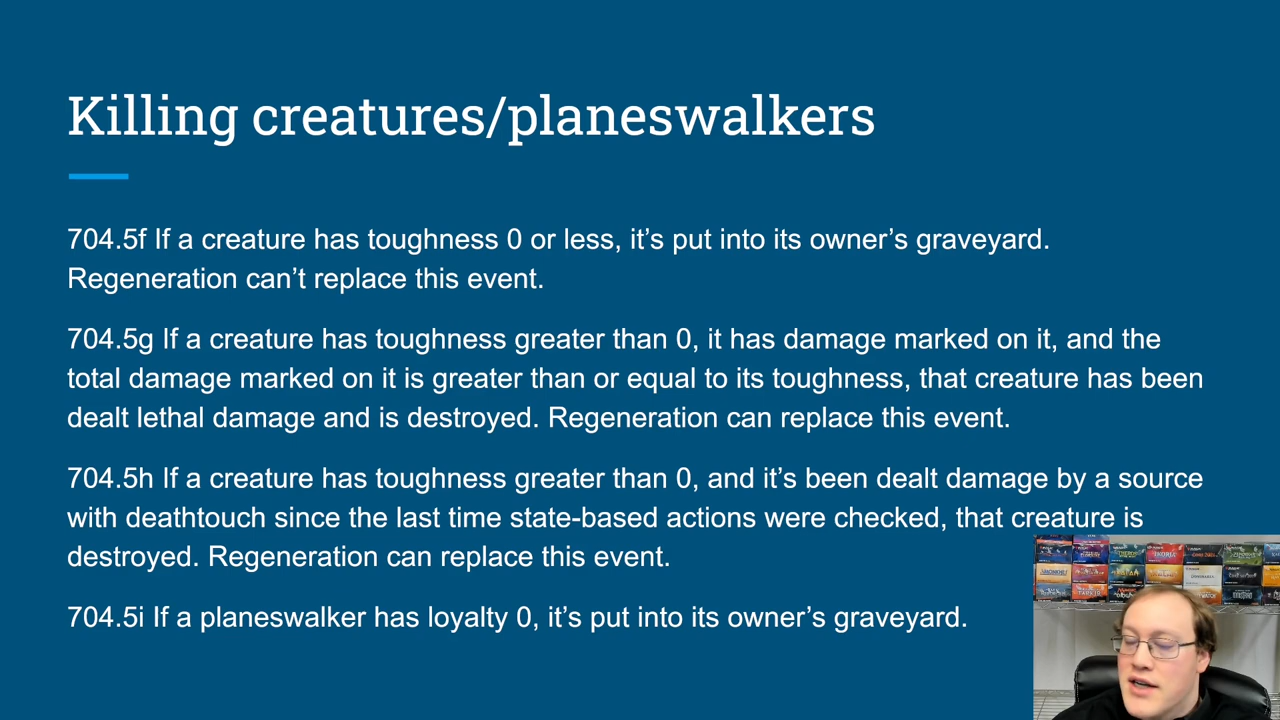 Killing creatures/planeswalkers
704.5f If a creature has toughness 0 or less, it’s put into its owner’s graveyard.
Regeneration can’t replace this event.
704.5g If a creature has toughness greater than 0, it has damage marked on it, and the
total damage marked on it is greater than or equal to its toughness, that creature has been
dealt lethal damage and is destroyed. Regeneration can replace this event.
704.5h If a creature has toughness greater than 0, and it’s been dealt damage by a source
with deathtouch since the last time state-based actions were checked, that creature is
destroyed. Regeneration can replace this event.
704.5i If a planeswalker has loyalty 0, it’s put into its owner’s graveyard.